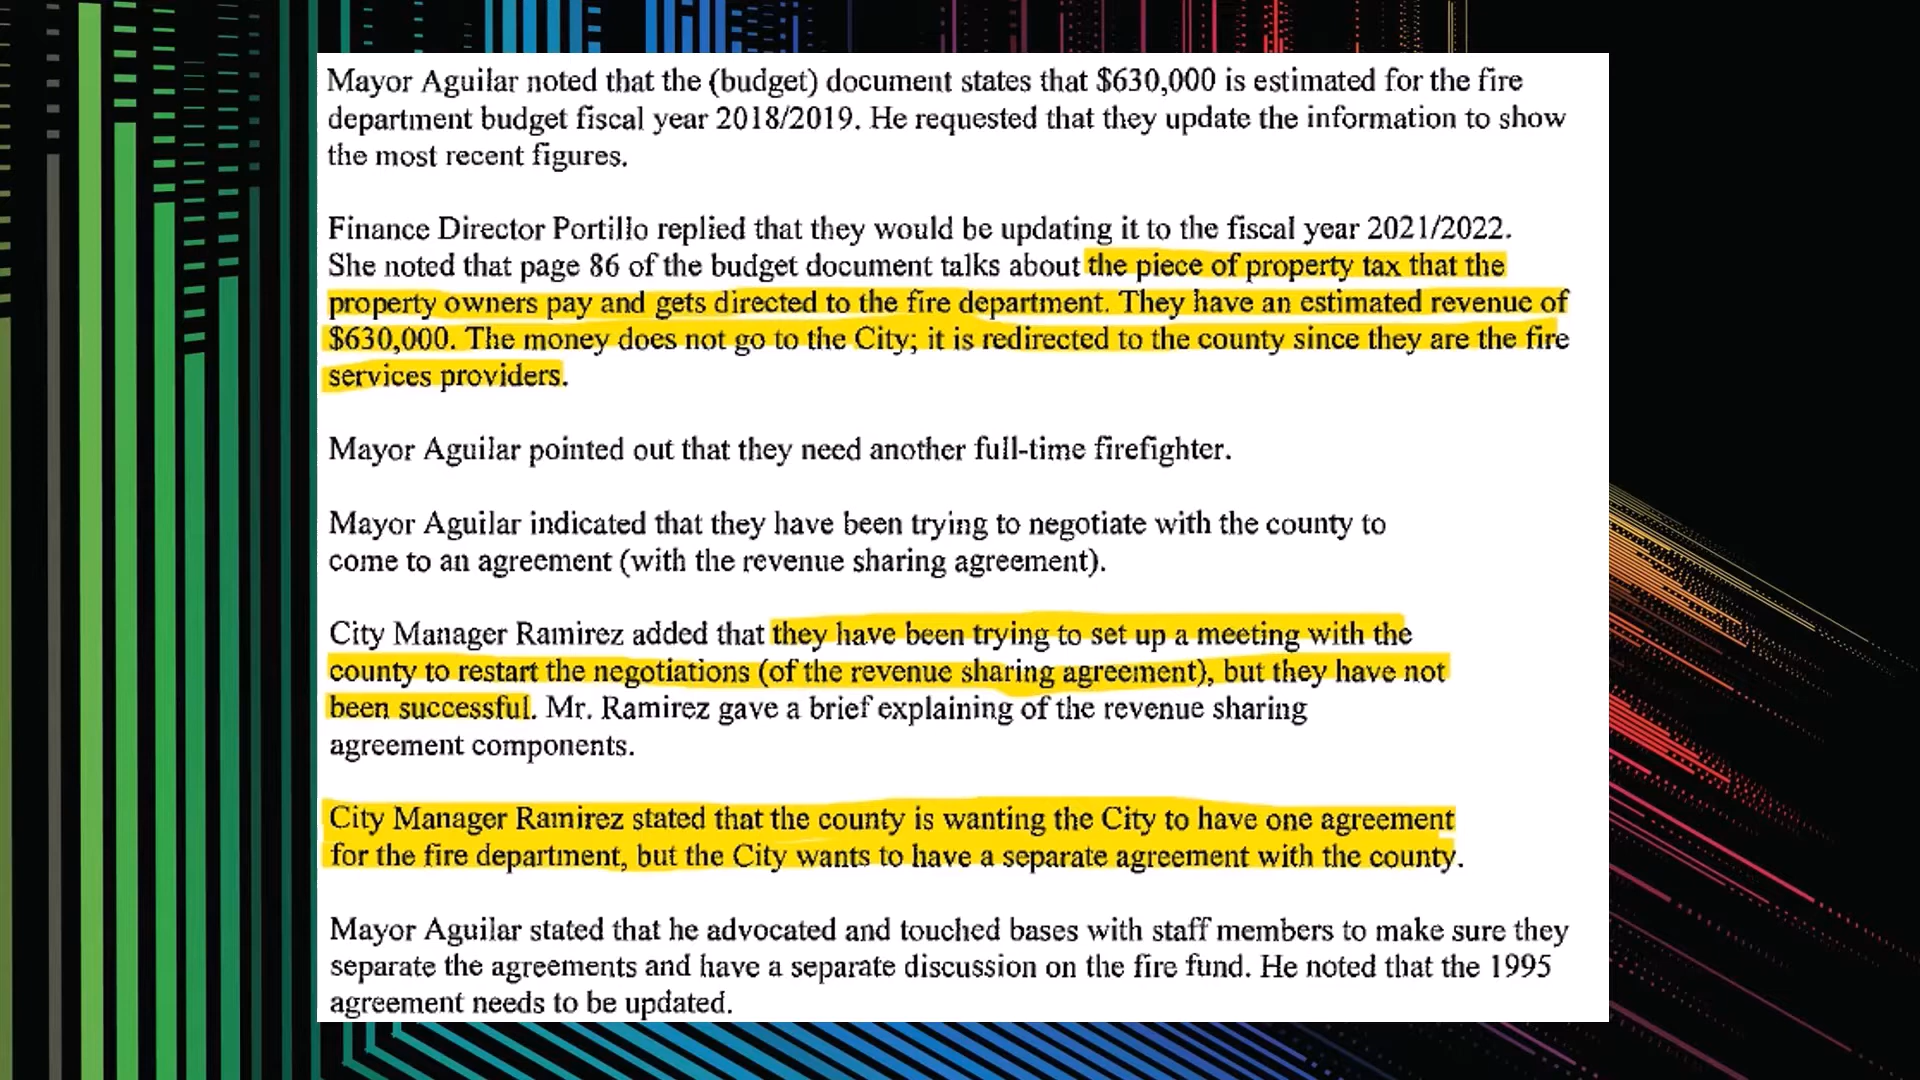 Mayor Aguilar noted that the (budget) document states that $630,000 is estimated for the fire
department budget fiscal year 2018/2019. He requested that they update the information to show
the most recent figures.
Finance Director Portillo replied that they would be updating it to the fiscal year 2021/2022.
She noted that page 86 of the budget document talks about the piece of property tax that the
property owners pay and gets directed to the fire department. They have an estimated revenue of
$630,000. The money does not go to the City; it is redirected to the county since they are the fire
services providers.
Mayor Aguilar pointed out that they need another full-time firefighter.
Mayor Aguilar indicated that they have been trying to negotiate with the county to
come to an agreement (with the revenue sharing agreement).
City Manager Ramirez added that they have been trying to set up a meeting with the
county to restart the negotiations (of the revenue sharing agreement), but they have not
been successful. Mr. Ramirez gave a brief explaining of the revenue sharing
agreement components.
City Manager Ramirez stated that the county is wanting the City to have one agreement
for the fire department, but the City wants to have a separate agreement with the county.
Mayor Aguilar stated that he advocated and touched bases with staff members to make sure they
separate the agreements and have a separate discussion on the fire fund. He noted that the 1995
agreement needs to be updated.